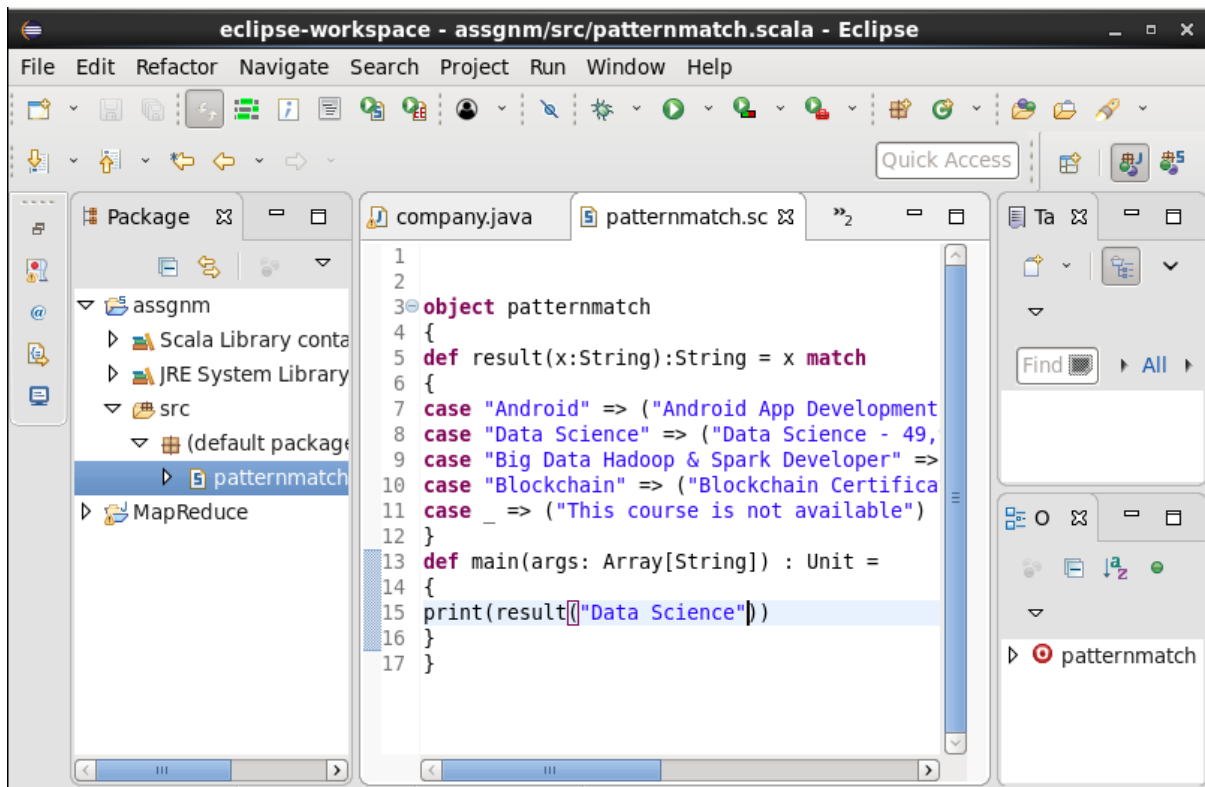 eclipse-workspace - assgnm/src/patternmatch.scala - Eclipse
File Edit Refactor Navigate Search Project Run Window Help
Quick Access
Package
company.java
patternmatch.sc
»2
Ta
assgnm
Scala Library conta
JRE System Library
src
(default package
patternmatch
MapReduce
1
2
3 object patternmatch
4 {
5 def result(x:String):String = x match
6 {
7 case "Android" => ("Android App Development
8 case "Data Science" => ("Data Science - 49,
9 case "Big Data Hadoop & Spark Developer" =>
10 case "Blockchain" => ("Blockchain Certifica
11 case _ => ("This course is not available")
12 }
13 def main(args: Array[String]) : Unit =
14 {
15 print(result("Data Science"))
16 }
17 }
Find
All
O
patternmatch